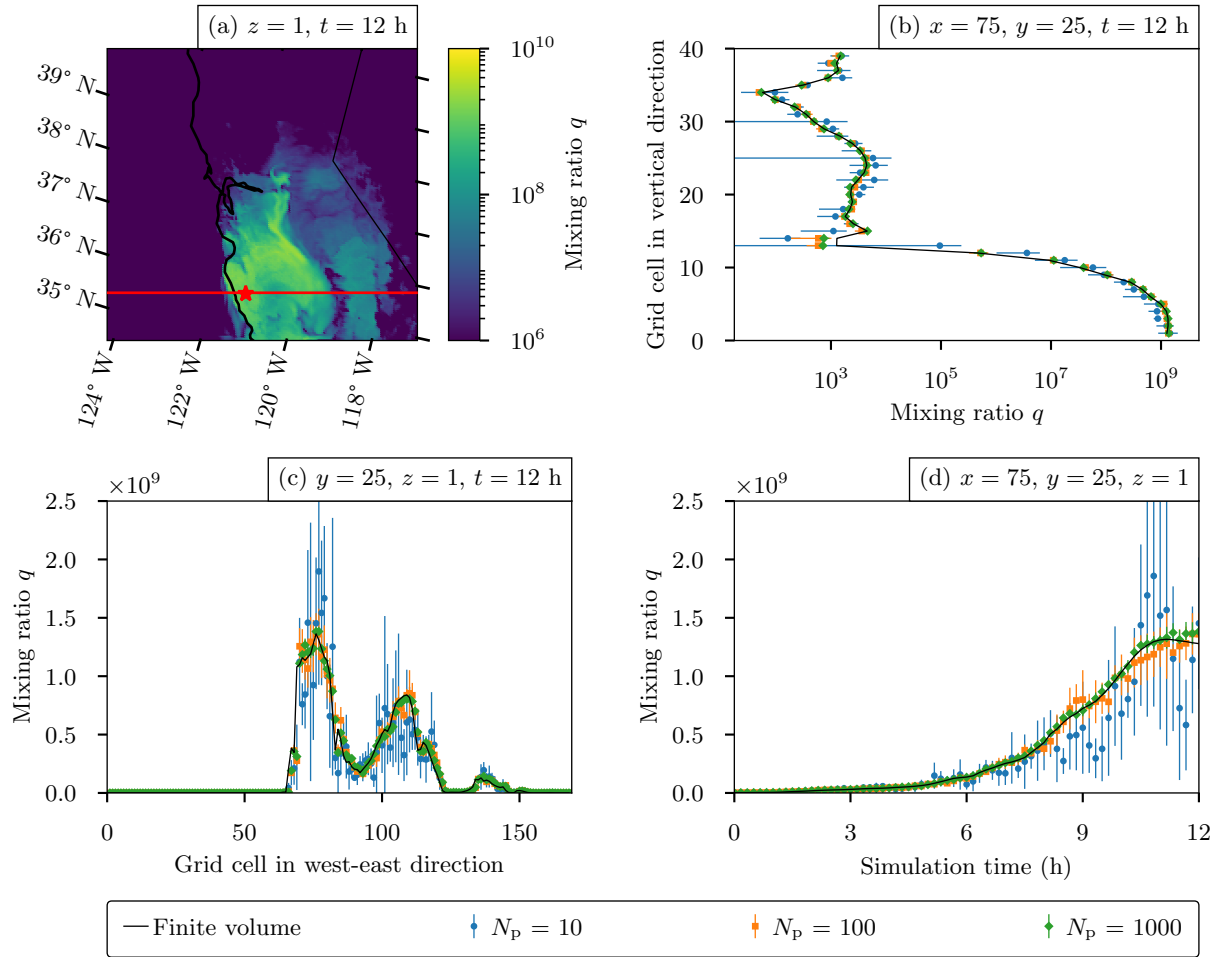 (a) z = 1, t = 12 h
39° N
38° N
37° N
36° N
35° N
124° W
122° W
120° W
118° W
10^10
10^8
10^6
Mixing ratio q
(b) x = 75, y = 25, t = 12 h
Grid cell in vertical direction
40
30
20
10
0
10^3
10^5
10^7
10^9
Mixing ratio q
(c) y = 25, z = 1, t = 12 h
×10^9
Mixing ratio q
2.5
2.0
1.5
1.0
0.5
0.0
0
50
100
150
Grid cell in west-east direction
(d) x = 75, y = 25, z = 1
×10^9
Mixing ratio q
2.5
2.0
1.5
1.0
0.5
0.0
0
3
6
9
12
Simulation time (h)
Finite volume
N_p = 10
N_p = 100
N_p = 1000